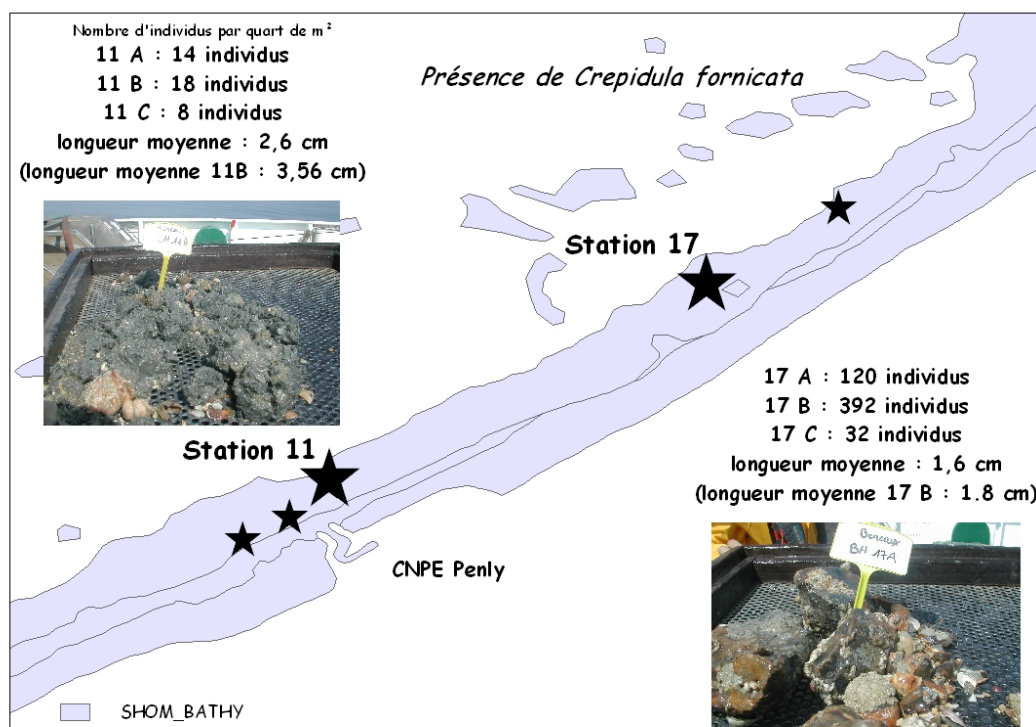 Nombre d'individus par quart de m²
11 A : 14 individus
11 B : 18 individus
11 C : 8 individus
longueur moyenne : 2,6 cm
(longueur moyenne 11B : 3,56 cm)
Présence de Crepidula fornicata
Station 17
Station 11
17 A : 120 individus
17 B : 392 individus
17 C : 32 individus
longueur moyenne : 1,6 cm
(longueur moyenne 17 B : 1.8 cm)
CNPE Penly
BH 17A
SHOM_BATHY